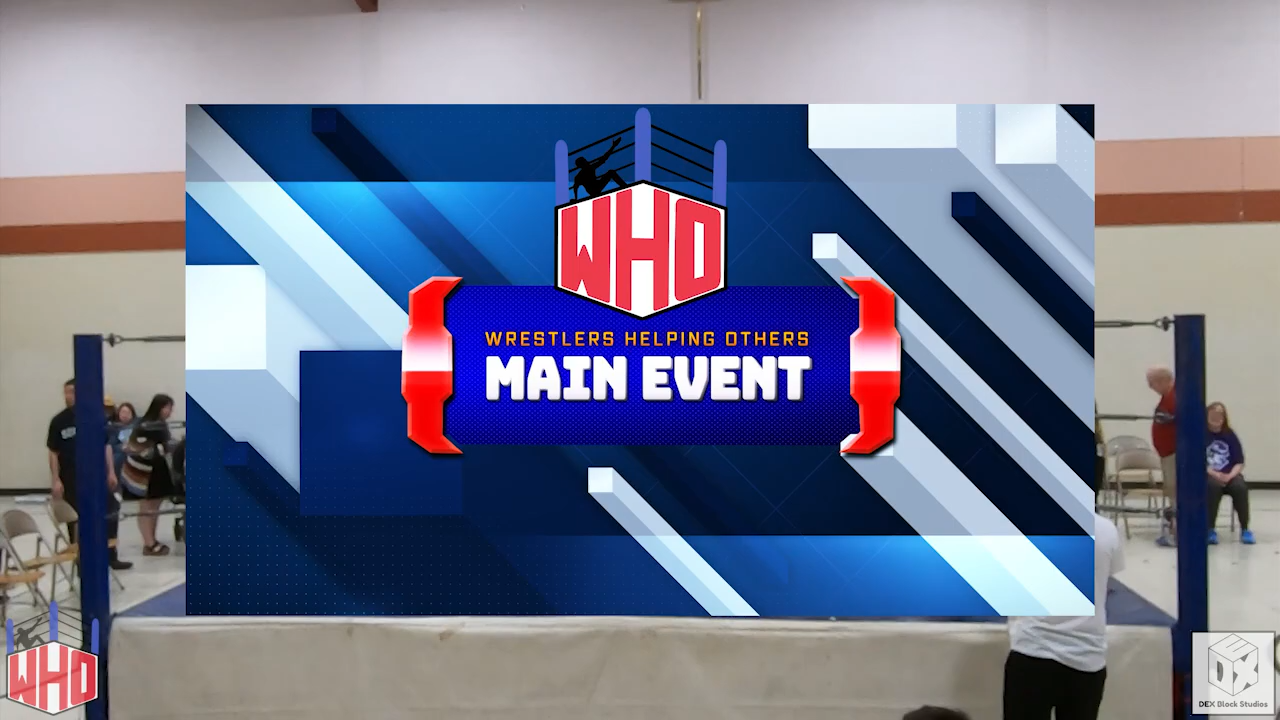 WHO
WRESTLERS HELPING OTHERS
MAIN EVENT
WHO
DEX Block Studios